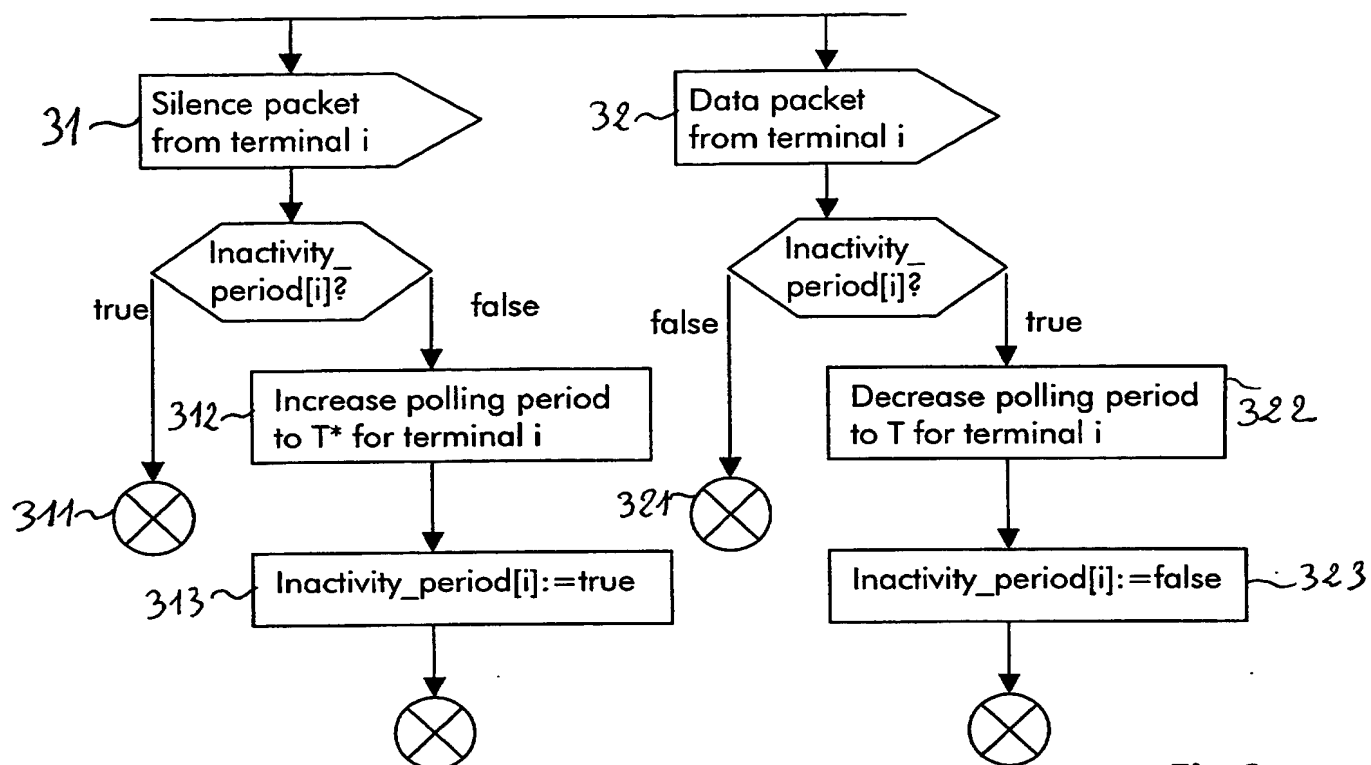 31
Silence packet
from terminal i
32
Data packet
from terminal i
Inactivity_
period[i]?
true
false
Inactivity_
period[i]?
false
true
312
Increase polling period
to T* for terminal i
Decrease polling period
to T for terminal i
322
311
321
313
Inactivity_period[i]:=true
Inactivity_period[i]:=false
323